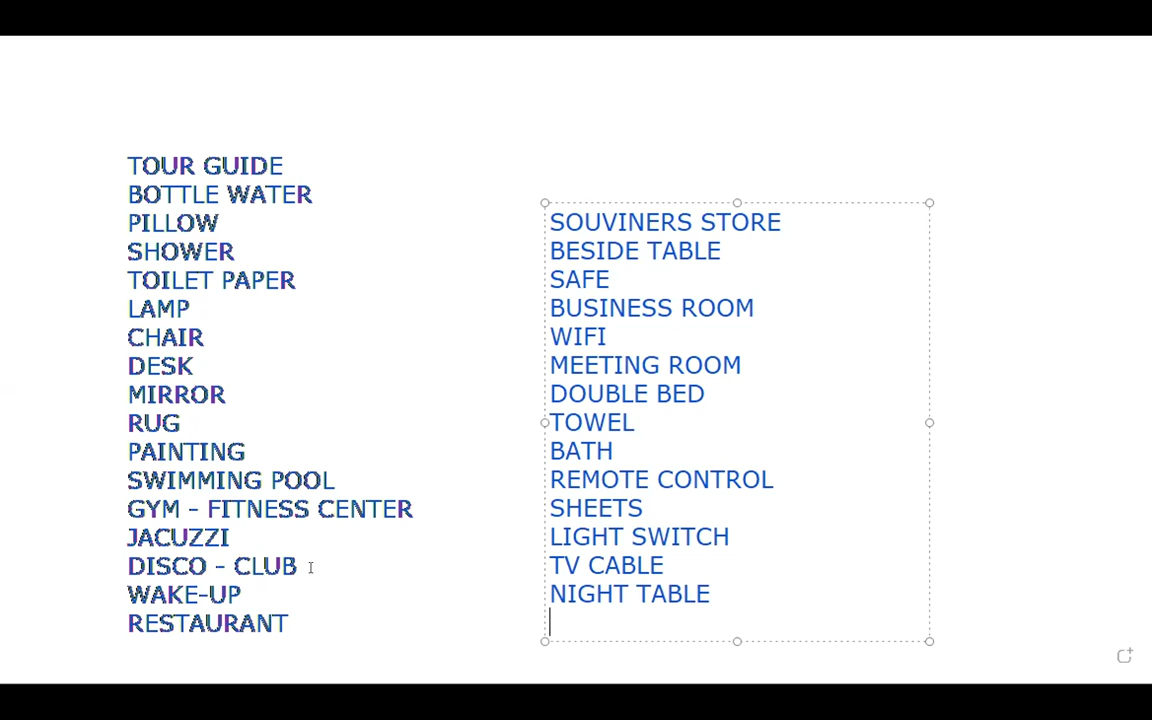 TOUR GUIDE
BOTTLE WATER
PILLOW
SHOWER
TOILET PAPER
LAMP
CHAIR
DESK
MIRROR
RUG
PAINTING
SWIMMING POOL
GYM - FITNESS CENTER
JACUZZI
DISCO - CLUB
WAKE-UP
RESTAURANT
SOUVINERS STORE
BESIDE TABLE
SAFE
BUSINESS ROOM
WIFI
MEETING ROOM
DOUBLE BED
TOWEL
BATH
REMOTE CONTROL
SHEETS
LIGHT SWITCH
TV CABLE
NIGHT TABLE